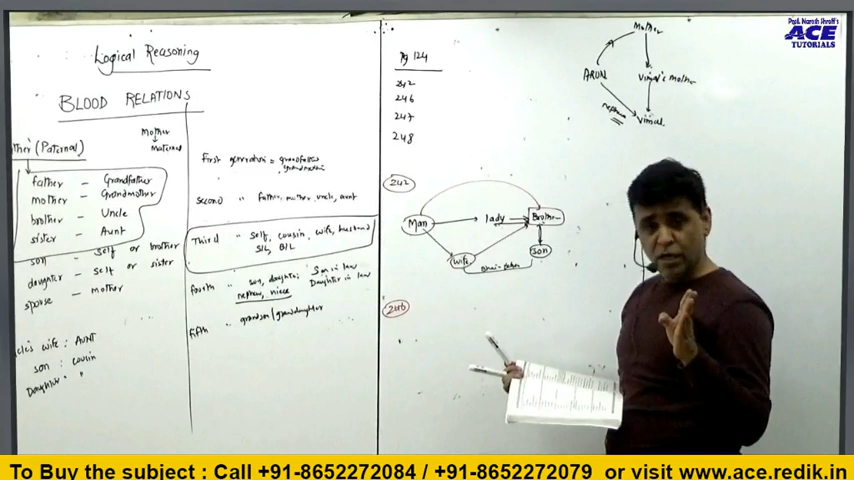 Logical Reasoning
BLOOD RELATIONS
Mother
Maternal
ther (Paternal)
father - Grandfather
mother - Grandmother
brother - Uncle
sister - Aunt
son - self or brother
daughter - self or sister
spouse - mother
cle's wife : AUNT
son : cousin
Daughter : "
First generation = grandfather
grandmother
second " father, mother, uncle, aunt
Third " self, cousin, wife, husband
SIL, BIL
fourth " son, daughter, Son in law
nephew, niece Daughter in law
fifth " grandson/granddaughter
Pg 124
242
246
247
248
242
Man
lady
Brother
wife
son
246
Mother
ARUN
Vimal's Mother
nephew
Vimal
Prof. Naresh Shroff's
ACE
TUTORIALS
To Buy the subject : Call +91-8652272084 / +91-8652272079 or visit www.ace.redik.in